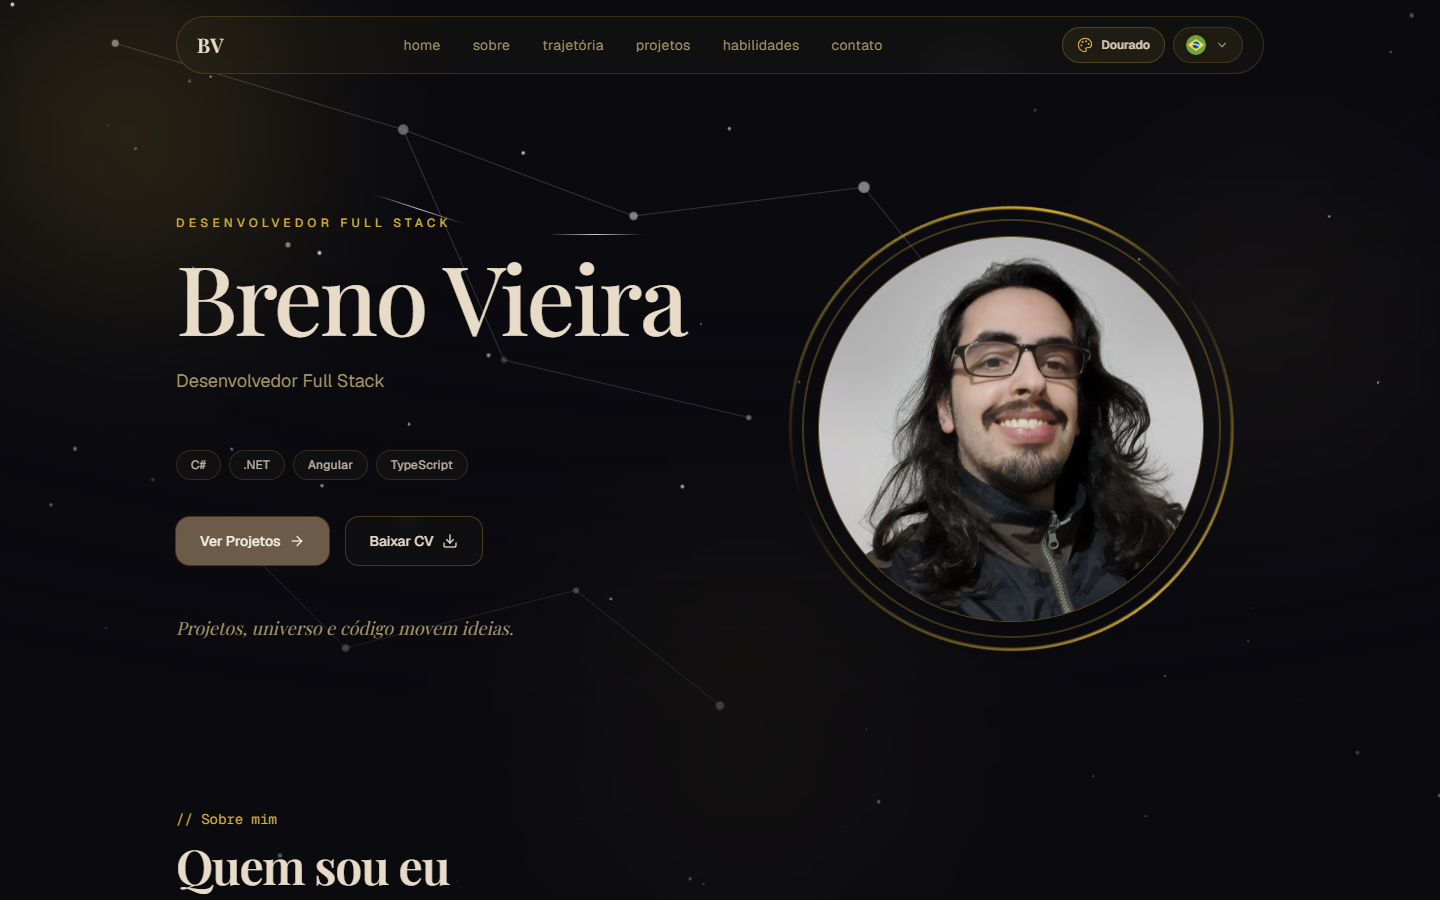 BV
home sobre trajetória projetos habilidades contato
Dourado
DESENVOLVEDOR FULL STACK
Breno Vieira
Desenvolvedor Full Stack
C# .NET Angular TypeScript
Ver Projetos Baixar CV
Projetos, universo e código movem ideias.
// Sobre mim
Quem sou eu